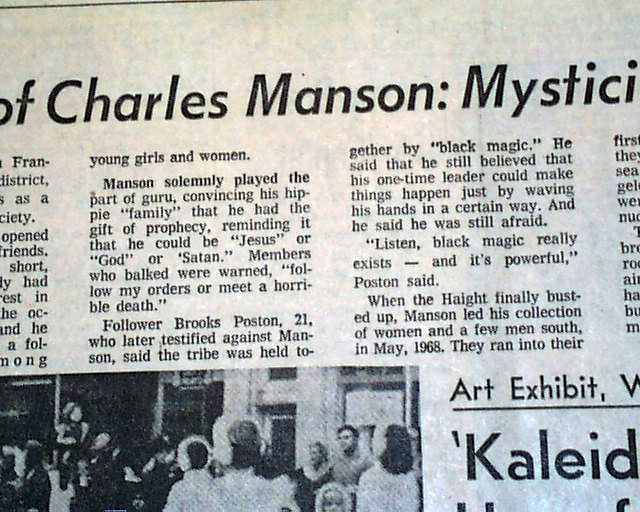 of Charles Manson: Mystici
Fran-
district,
s as a
ciety.
opened
friends.
short,
ly had
rest in
the oc-
and he
a fol-
mong
young girls and women.
Manson solemnly played the
part of guru, convincing his hip-
pie "family" that he had the
gift of prophecy, reminding it
that he could be "Jesus" or
"God" or 'Satan." Members
who balked were warned, "fol-
low my orders or meet a horri-
ble death."
Follower Brooks Poston, 21,
who later testified against Man-
son, said the tribe was held to-
gether by "black magic." He
said that he still believed that
his one-time leader could make
things happen just by waving
his hands in a certain way. And
he said he was still afraid.
"Listen, black magic really
exists — and it's powerful,"
Poston said.
When the Haight finally bust-
ed up, Manson led his collection
of women and a few men south,
in May, 1968. They ran into their
first
they
sea
gel
wer
nu
bro
roo
ain
ha
bu
m
Art Exhibit, W
'Kaleid